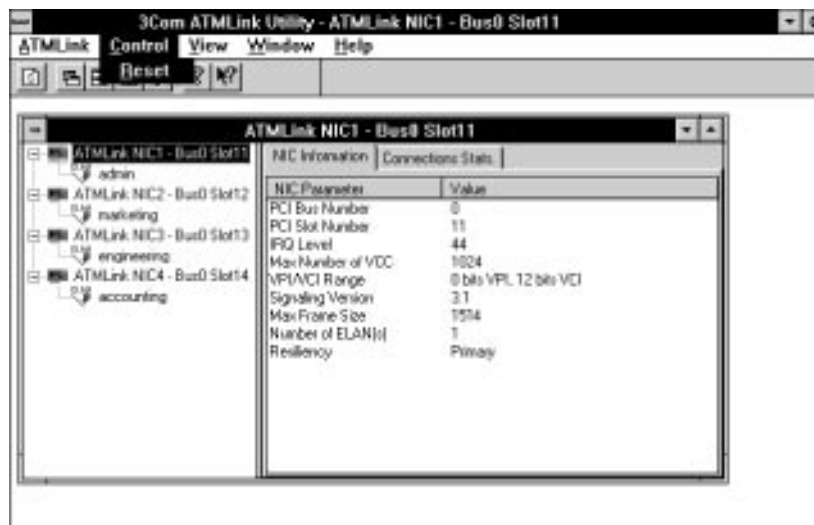 3Com ATMLink Utility - ATMLink NIC1 - Bus0 Slot11
ATMLink Control View Window Help
Reset
ATMLink NIC1 - Bus0 Slot11
ATMLink NIC1 - Bus0 Slot11
admin
ATMLink NIC2 - Bus0 Slot12
marketing
ATMLink NIC3 - Bus0 Slot13
engineering
ATMLink NIC4 - Bus0 Slot14
accounting
NIC Information Connections Stats.
NIC Parameter Value
PCI Bus Number 0
PCI Slot Number 11
IRQ Level 44
Max Number of VCC 1024
VPI/VCI Range 0 bits VPI, 12 bits VCI
Signaling Version 3.1
Max Frame Size 1514
Number of ELAN(s) 1
Resiliency Primary